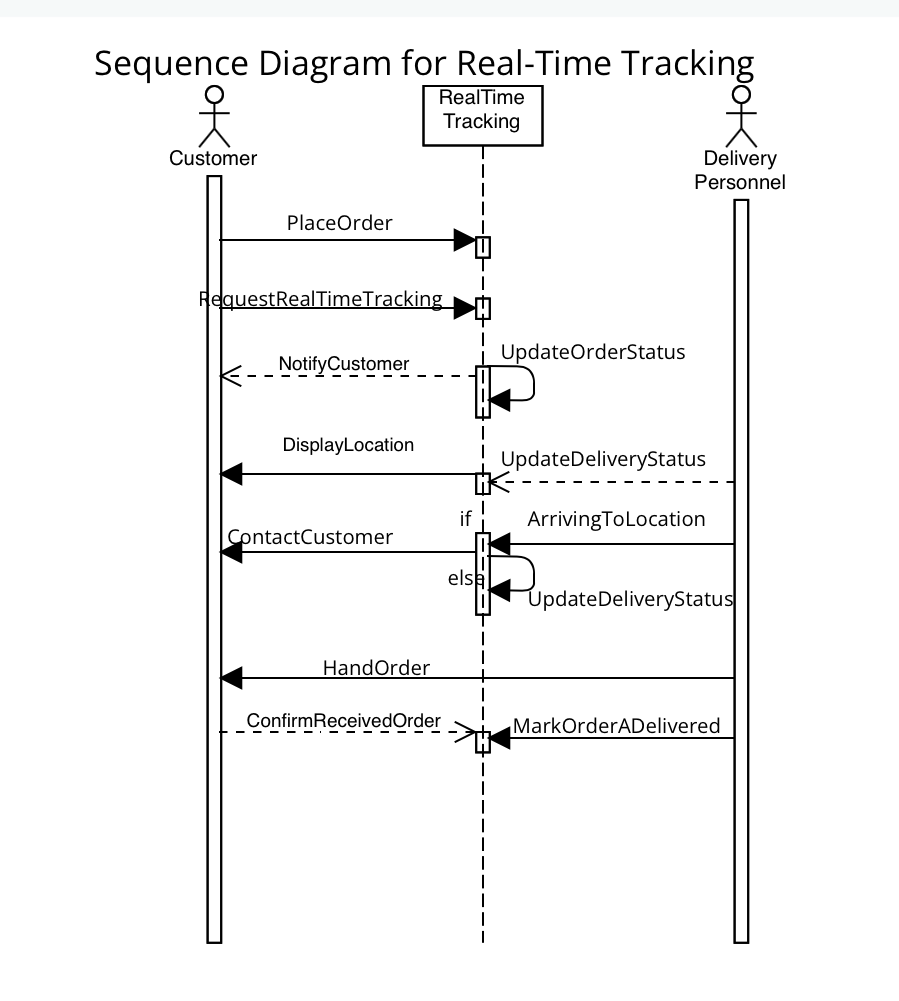 Sequence Diagram for Real-Time Tracking
RealTime
Tracking
Customer
Delivery
Personnel
PlaceOrder
RequestRealTimeTracking
UpdateOrderStatus
NotifyCustomer
DisplayLocation
UpdateDeliveryStatus
if
ArrivingToLocation
ContactCustomer
else
UpdateDeliveryStatus
HandOrder
ConfirmReceivedOrder
MarkOrderADelivered